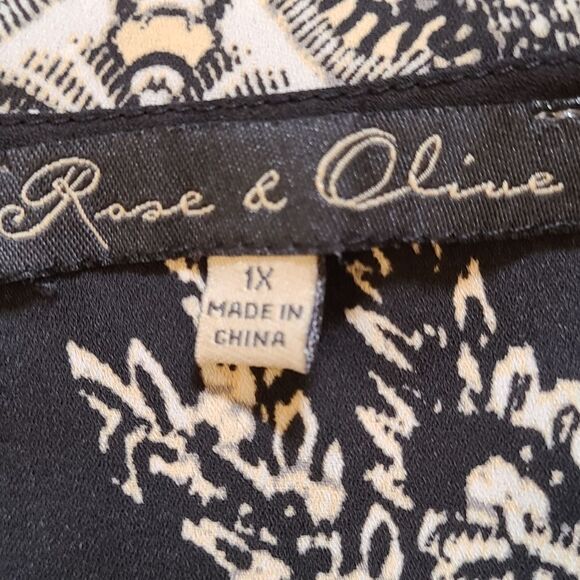 Rose & Olive
1X
MADE IN
CHINA